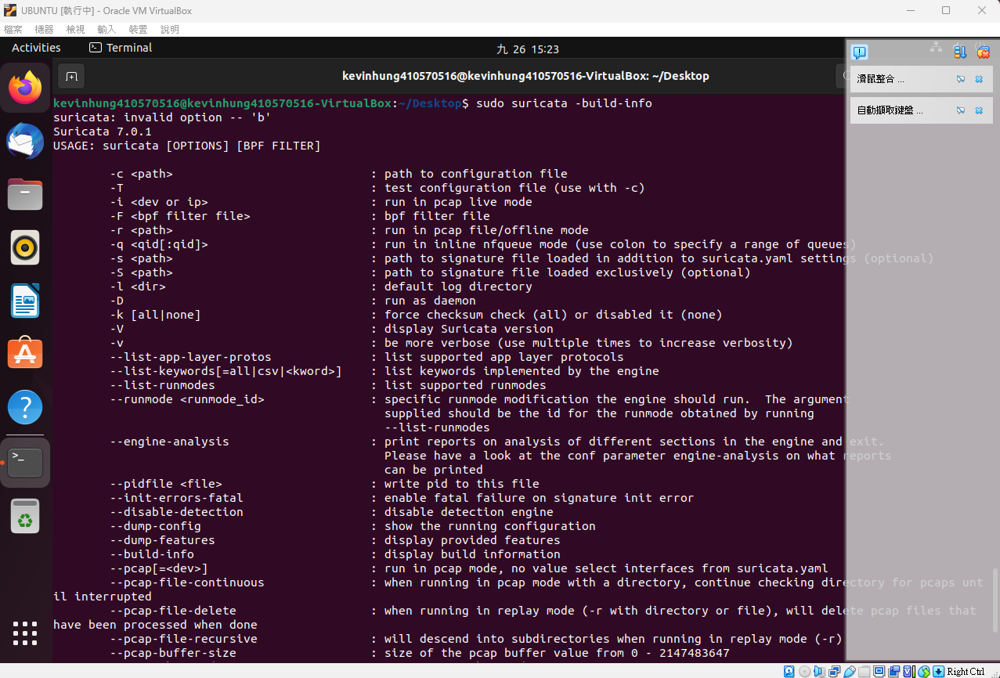 UBUNTU [執行中] - Oracle VM VirtualBox
檔案 機器 檢視 輸入 裝置 說明
Activities Terminal 九 26 15:23
kevinhung410570516@kevinhung410570516-VirtualBox: ~/Desktop
滑鼠整合 ...
自動擷取鍵盤 ...
kevinhung410570516@kevinhung410570516-VirtualBox:~/Desktop$ sudo suricata -build-info
suricata: invalid option -- 'b'
Suricata 7.0.1
USAGE: suricata [OPTIONS] [BPF FILTER]
-c <path> : path to configuration file
-T : test configuration file (use with -c)
-i <dev or ip> : run in pcap live mode
-F <bpf filter file> : bpf filter file
-r <path> : run in pcap file/offline mode
-q <qid[:qid]> : run in inline nfqueue mode (use colon to specify a range of queues)
-s <path> : path to signature file loaded in addition to suricata.yaml settings (optional)
-S <path> : path to signature file loaded exclusively (optional)
-l <dir> : default log directory
-D : run as daemon
-k [all|none] : force checksum check (all) or disabled it (none)
-V : display Suricata version
-v : be more verbose (use multiple times to increase verbosity)
--list-app-layer-protos : list supported app layer protocols
--list-keywords[=all|csv|<kword>] : list keywords implemented by the engine
--list-runmodes : list supported runmodes
--runmode <runmode_id> : specific runmode modification the engine should run.  The argument
supplied should be the id for the runmode obtained by running
--list-runmodes
--engine-analysis : print reports on analysis of different sections in the engine and exit.
Please have a look at the conf parameter engine-analysis on what reports
can be printed
--pidfile <file> : write pid to this file
--init-errors-fatal : enable fatal failure on signature init error
--disable-detection : disable detection engine
--dump-config : show the running configuration
--dump-features : display provided features
--build-info : display build information
--pcap[=<dev>] : run in pcap mode, no value select interfaces from suricata.yaml
--pcap-file-continuous : when running in pcap mode with a directory, continue checking directory for pcaps unt
il interrupted
--pcap-file-delete : when running in replay mode (-r with directory or file), will delete pcap files that
have been processed when done
--pcap-file-recursive : will descend into subdirectories when running in replay mode (-r)
--pcap-buffer-size : size of the pcap buffer value from 0 - 2147483647
Right Ctrl